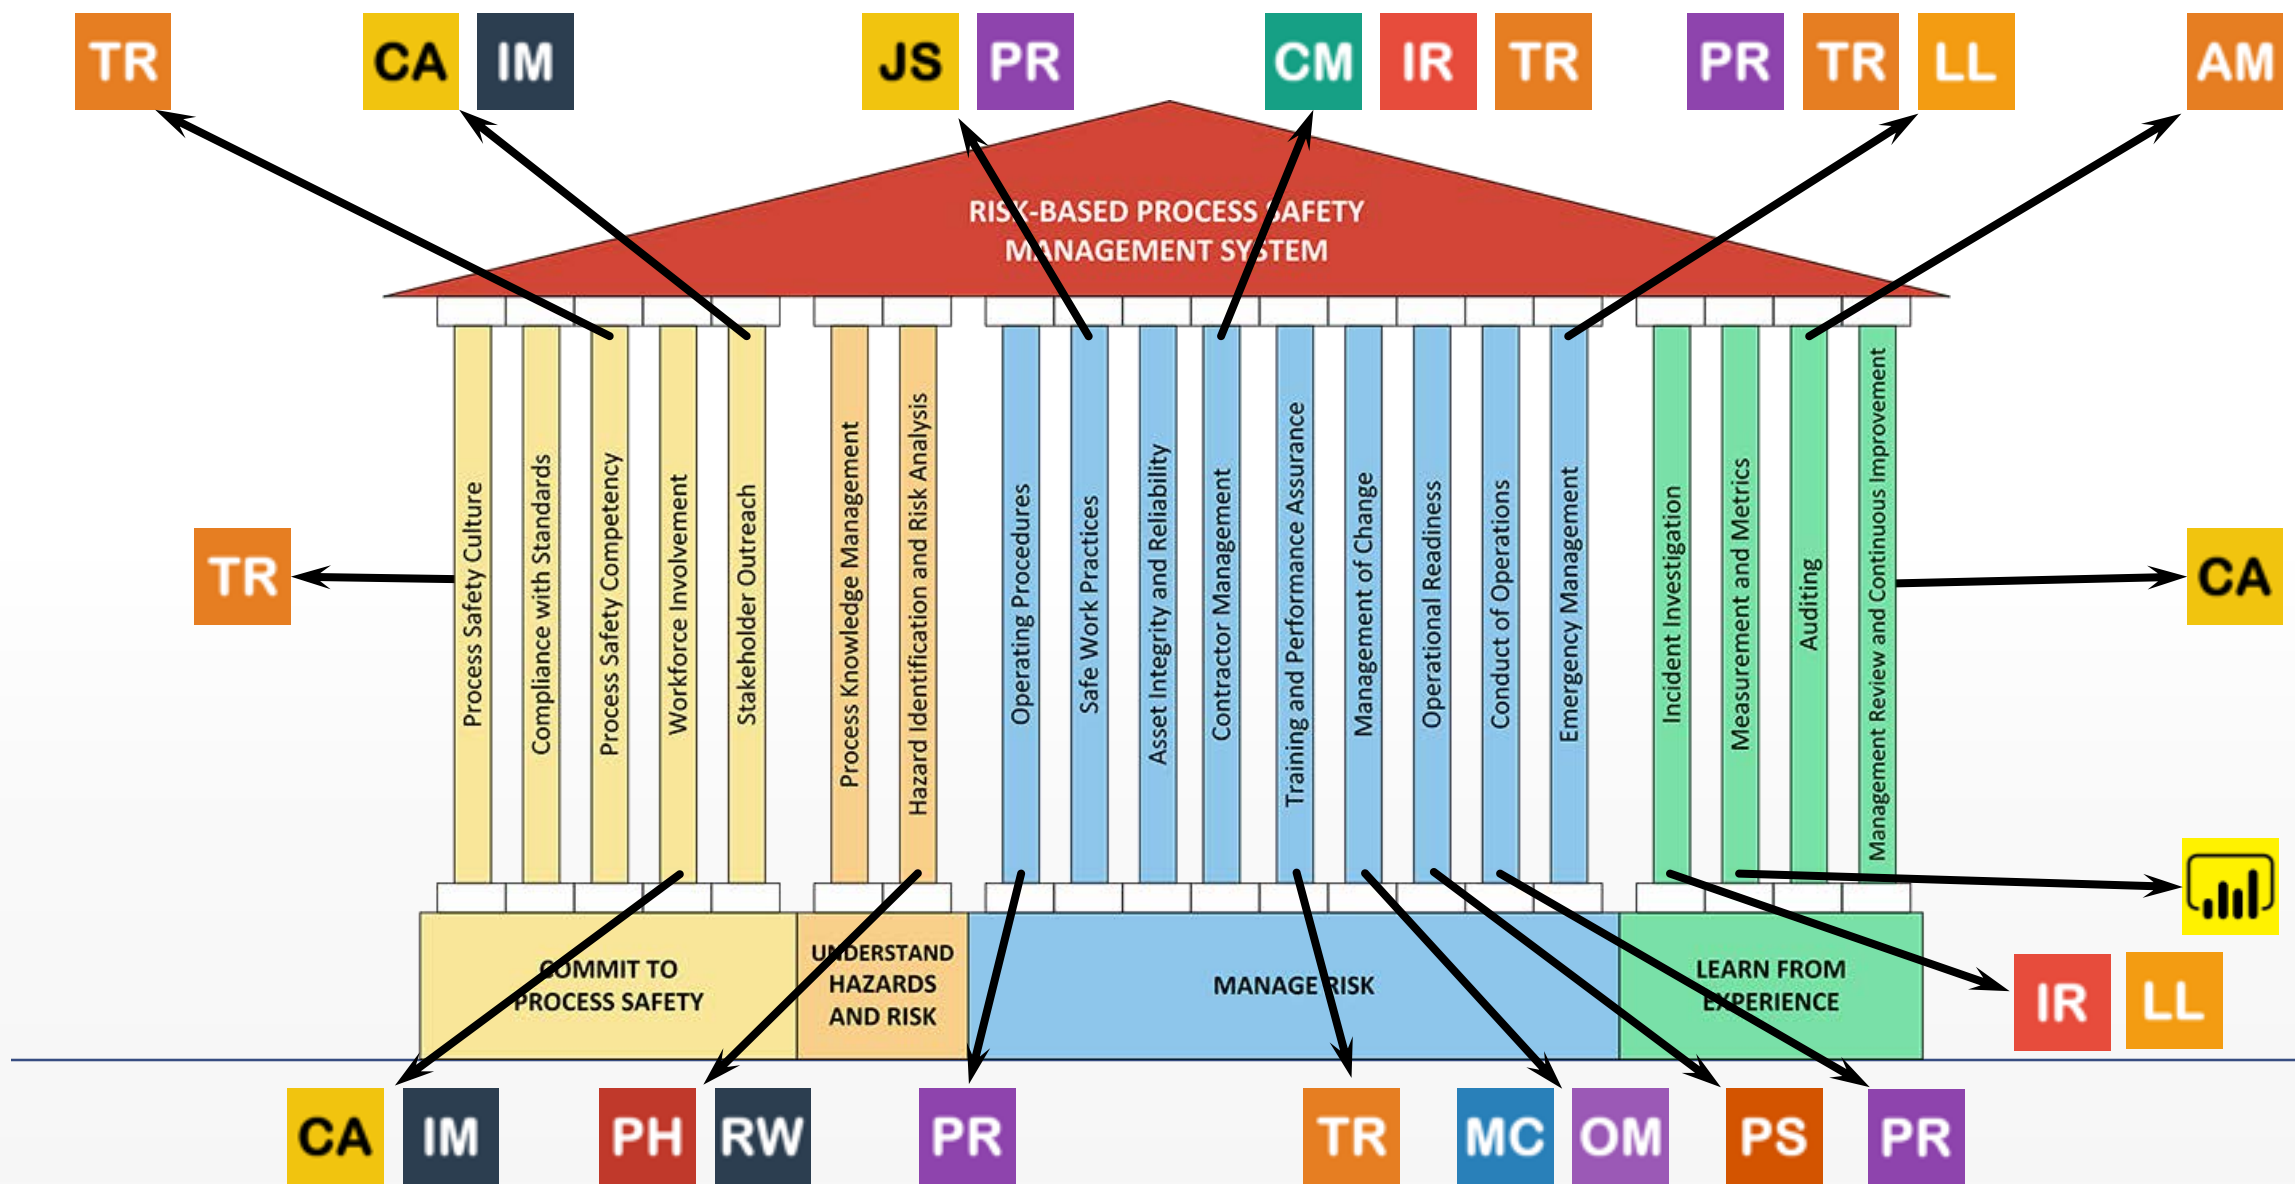 TR
CA IM
JS PR
CM IR TR
PR TR LL
AM
RISK-BASED PROCESS SAFETY
MANAGEMENT SYSTEM
TR
Process Safety Culture
Compliance with Standards
Process Safety Competency
Workforce Involvement
Stakeholder Outreach
Process Knowledge Management
Hazard Identification and Risk Analysis
Operating Procedures
Safe Work Practices
Asset Integrity and Reliability
Contractor Management
Training and Performance Assurance
Management of Change
Operational Readiness
Conduct of Operations
Emergency Management
Incident Investigation
Measurement and Metrics
Auditing
Management Review and Continuous Improvement
CA
COMMIT TO
PROCESS SAFETY
UNDERSTAND
HAZARDS
AND RISK
MANAGE RISK
LEARN FROM
EXPERIENCE
IR LL
CA IM
PH RW
PR
TR
MC OM
PS
PR